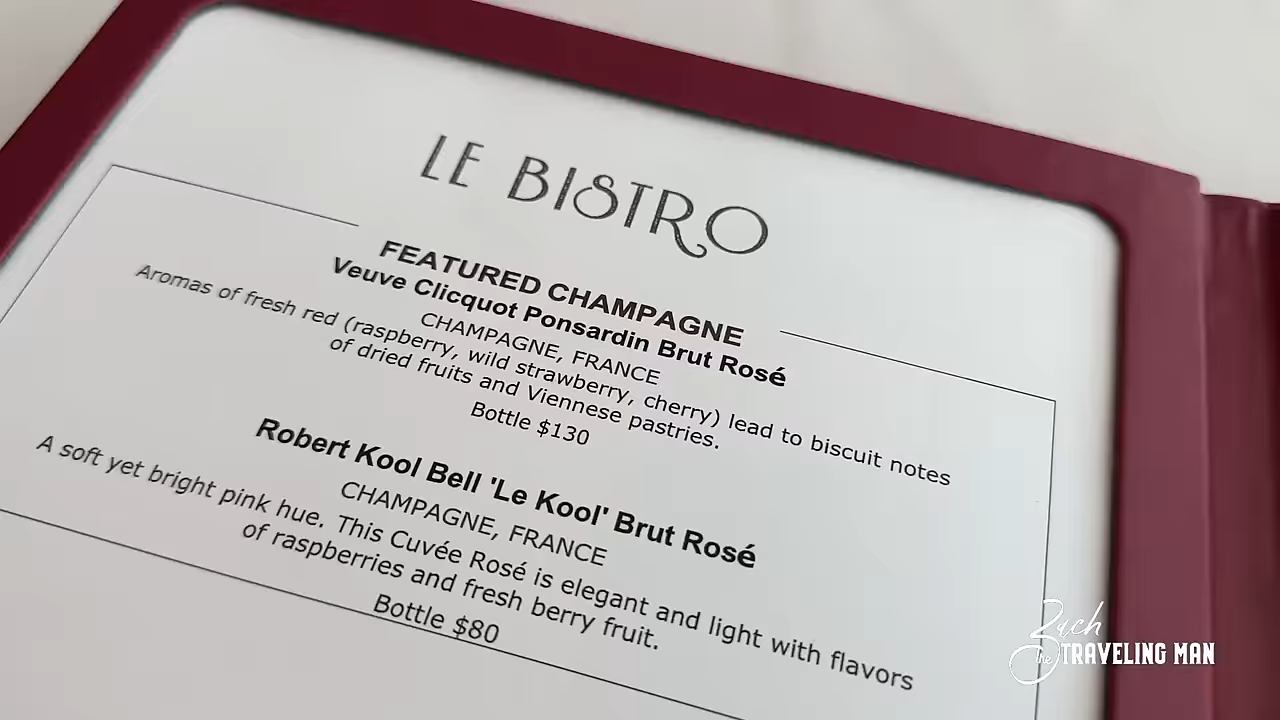 LE BISTRO
FEATURED CHAMPAGNE
Veuve Clicquot Ponsardin Brut Rosé
CHAMPAGNE, FRANCE
Aromas of fresh red (raspberry, wild strawberry, cherry) lead to biscuit notes
of dried fruits and Viennese pastries.
Bottle $130
Robert Kool Bell 'Le Kool' Brut Rosé
CHAMPAGNE, FRANCE
A soft yet bright pink hue. This Cuvée Rosé is elegant and light with flavors
of raspberries and fresh berry fruit.
Bottle $80
Zach
the TRAVELING MAN